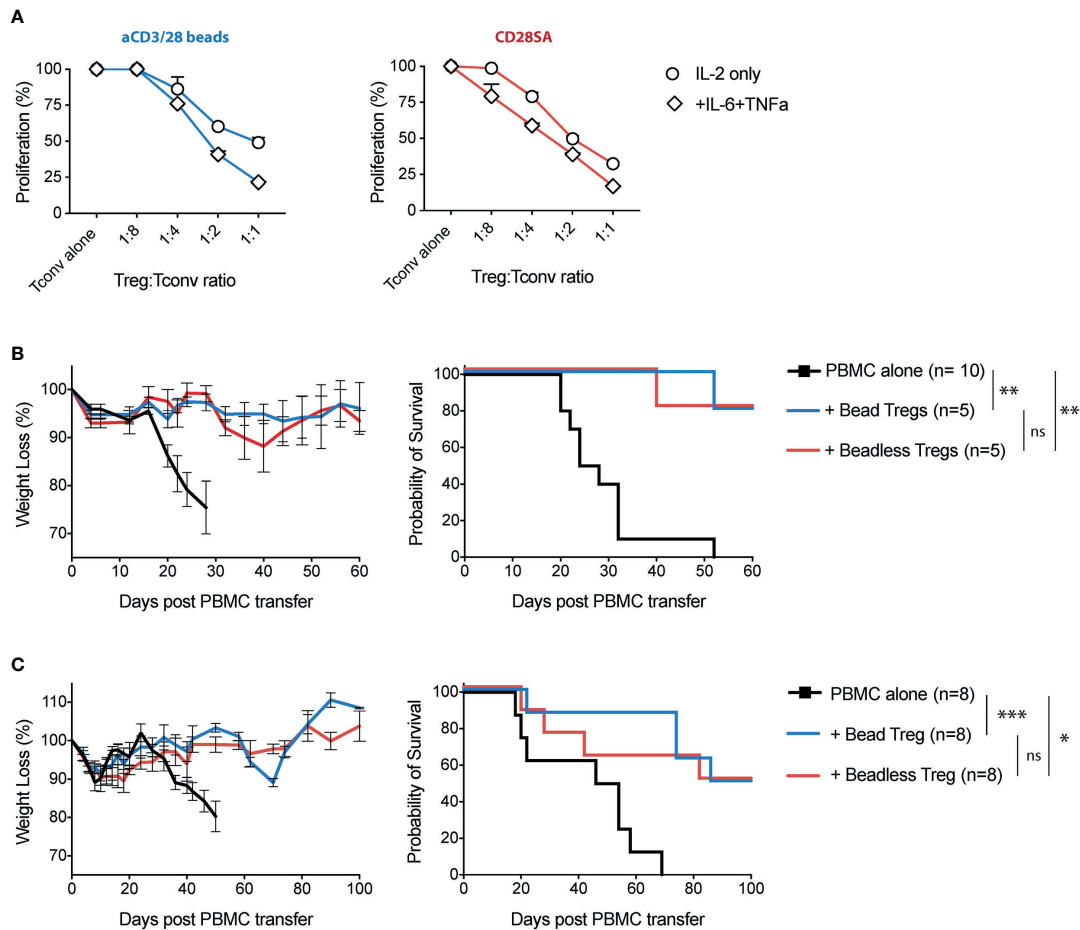 A
aCD3/28 beads
CD28SA
Proliferation (%)
100
75
50
25
0
Tconv alone
1:8
1:4
1:2
1:1
Treg:Tconv ratio
Proliferation (%)
100
75
50
25
0
Tconv alone
1:8
1:4
1:2
1:1
Treg:Tconv ratio
IL-2 only
+IL-6+TNFa
B
Weight Loss (%)
100
90
80
70
0 10 20 30 40 50 60
Days post PBMC transfer
Probability of Survival
100
80
60
40
20
0
0 10 20 30 40 50 60
Days post PBMC transfer
PBMC alone (n= 10)
+ Bead Tregs (n=5)
+ Beadless Tregs (n=5)
**
ns
**
C
Weight Loss (%)
110
100
90
80
70
0 20 40 60 80 100
Days post PBMC transfer
Probability of Survival
100
80
60
40
20
0
0 20 40 60 80 100
Days post PBMC transfer
PBMC alone (n=8)
+ Bead Treg (n=8)
+ Beadless Treg (n=8)
***
ns
*